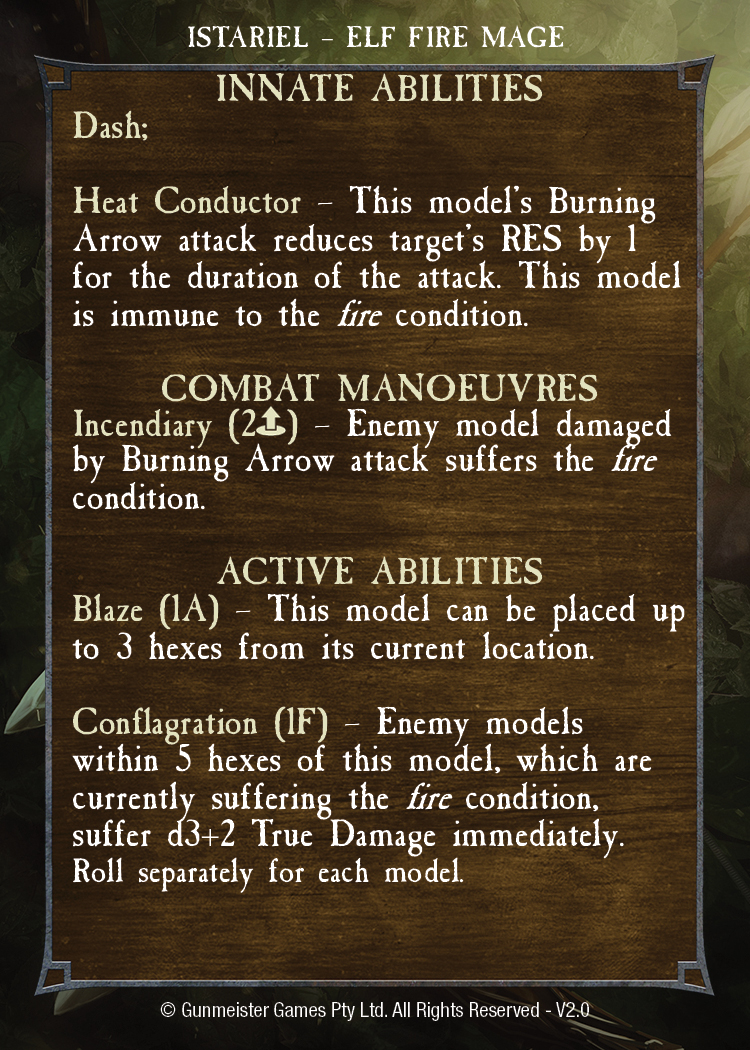 ISTARIEL – ELF FIRE MAGE
INNATE ABILITIES
Dash;
Heat Conductor – This model's Burning
Arrow attack reduces target's RES by 1
for the duration of the attack. This model
is immune to the fire condition.
COMBAT MANOEUVRES
Incendiary (2) – Enemy model damaged
by Burning Arrow attack suffers the fire
condition.
ACTIVE ABILITIES
Blaze (1A) – This model can be placed up
to 3 hexes from its current location.
Conflagration (1F) – Enemy models
within 5 hexes of this model, which are
currently suffering the fire condition,
suffer d3+2 True Damage immediately.
Roll separately for each model.
© Gunmeister Games Pty Ltd. All Rights Reserved - V2.0